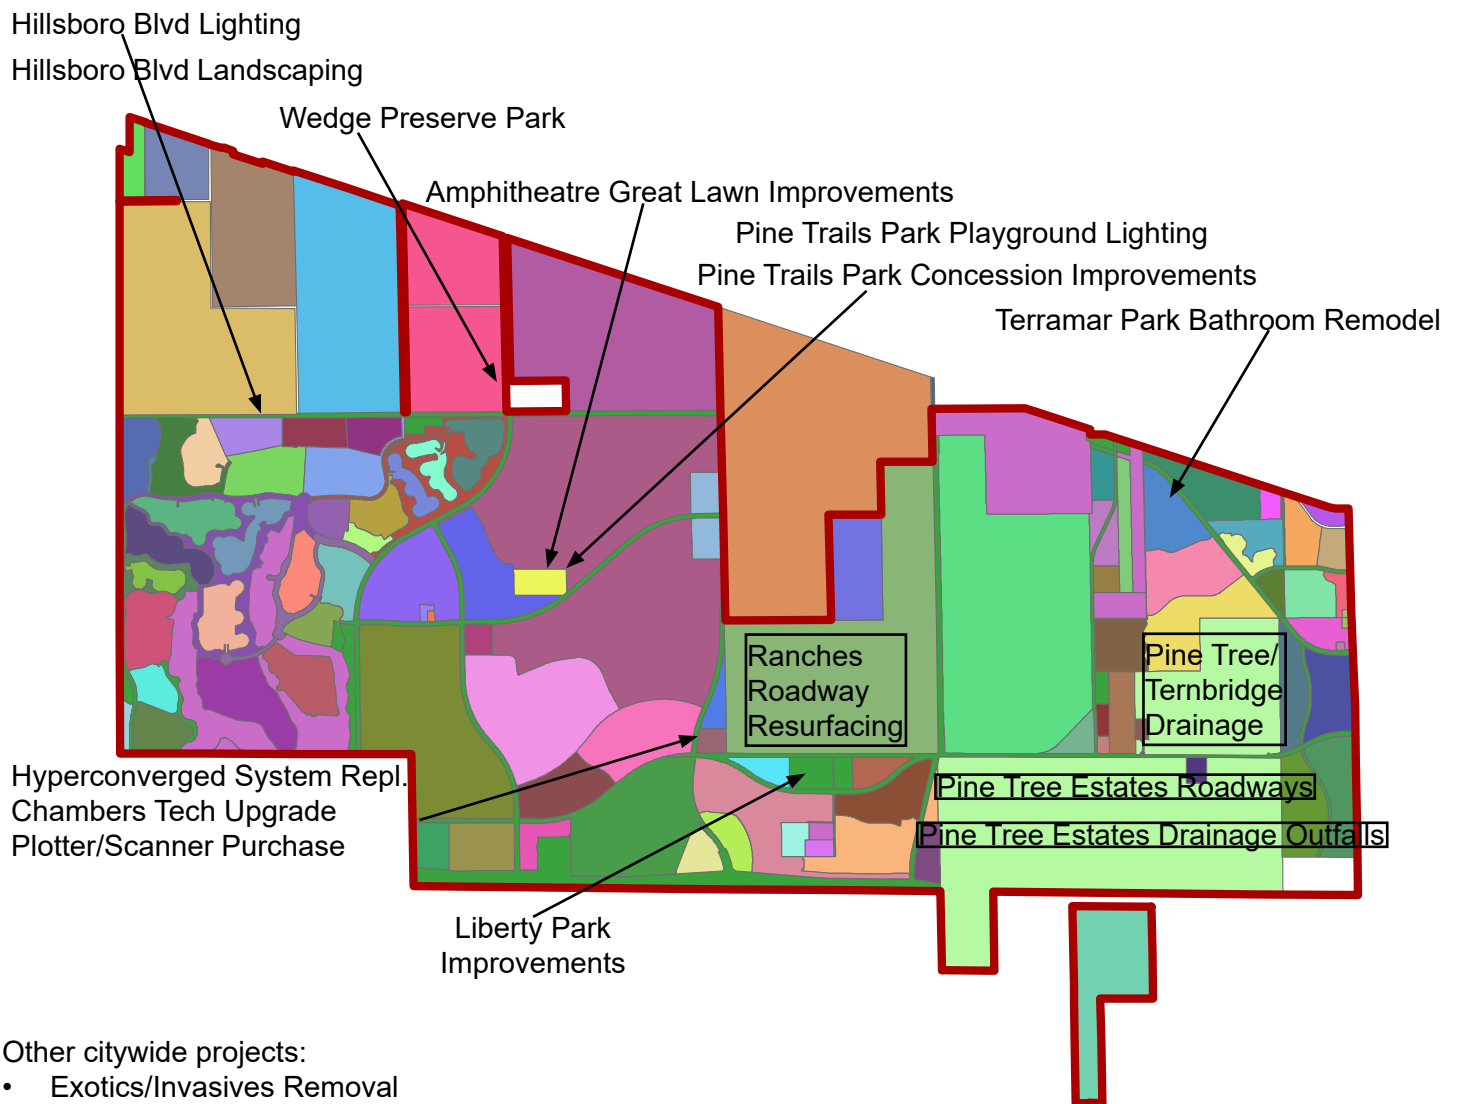 Hillsboro Blvd Lighting
Hillsboro Blvd Landscaping
Wedge Preserve Park
Amphitheatre Great Lawn Improvements
Pine Trails Park Playground Lighting
Pine Trails Park Concession Improvements
Terramar Park Bathroom Remodel
Ranches
Roadway
Resurfacing
Pine Tree/
Ternbridge
Drainage
Hyperconverged System Repl.
Chambers Tech Upgrade
Plotter/Scanner Purchase
Pine Tree Estates Roadways
Pine Tree Estates Drainage Outfalls
Liberty Park
Improvements
Other citywide projects:
• Exotics/Invasives Removal